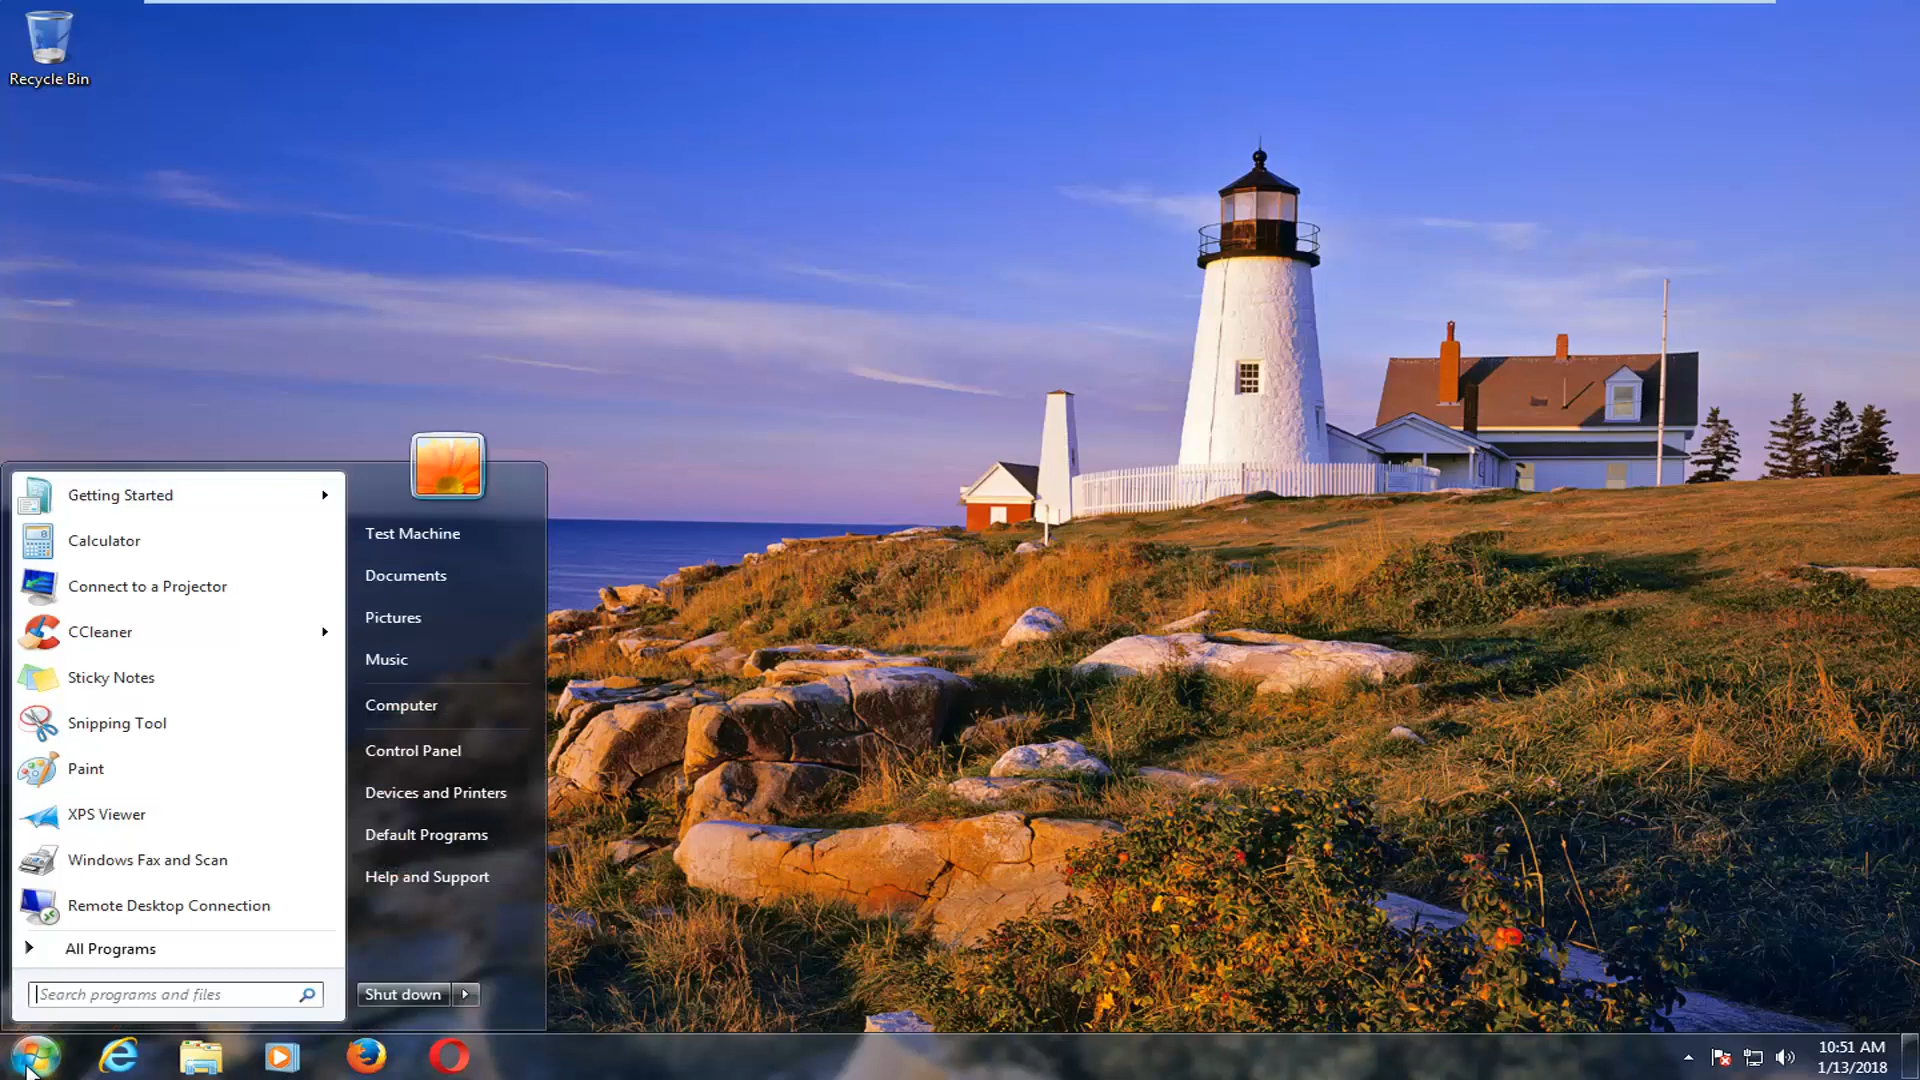 Recycle Bin
Getting Started
Calculator
Connect to a Projector
CCleaner
Sticky Notes
Snipping Tool
Paint
XPS Viewer
Windows Fax and Scan
Remote Desktop Connection
All Programs
Search programs and files
Test Machine
Documents
Pictures
Music
Computer
Control Panel
Devices and Printers
Default Programs
Help and Support
Shut down
10:51 AM
1/13/2018